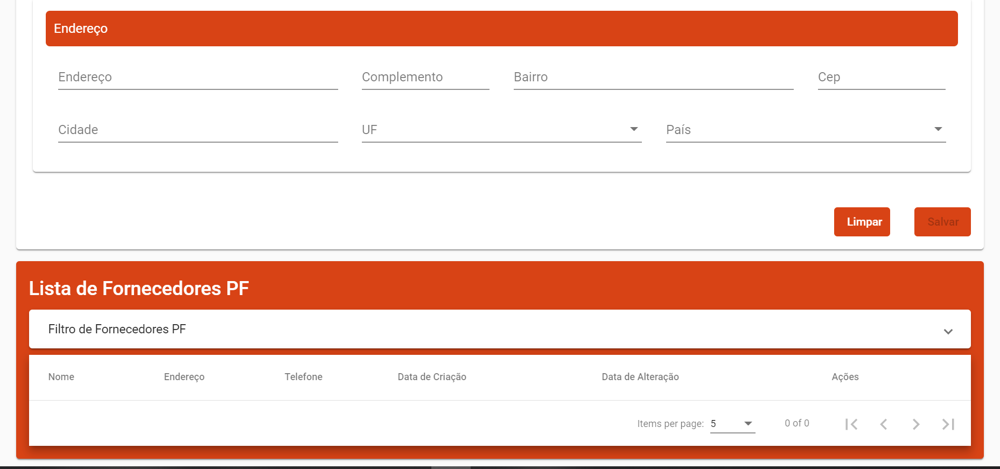 Endereço
Endereço Complemento Bairro Cep
Cidade UF País
Limpar Salvar
Lista de Fornecedores PF
Filtro de Fornecedores PF
Nome Endereço Telefone Data de Criação Data de Alteração Ações
Items per page: 5 0 of 0